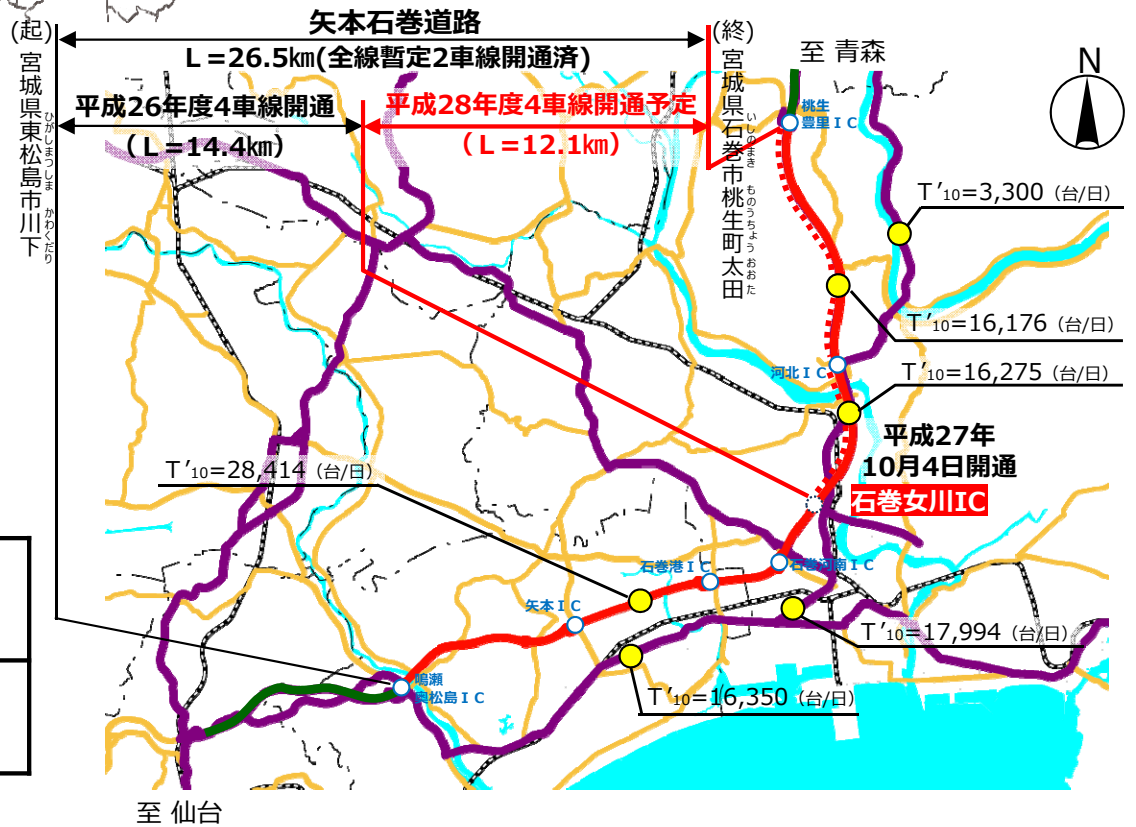 (起)
宮城県東松島市川下
ひがしまつしま かわくだり
矢本石巻道路
L=26.5㎞(全線暫定2車線開通済)
(終)
宮城県石巻市桃生町太田
いしのまき ものうちょう おおた
至 青森
N
平成26年度4車線開通
(L=14.4㎞)
平成28年度4車線開通予定
(L=12.1㎞)
桃生
豊里IC
T'10=3,300 (台/日)
T'10=16,176 (台/日)
河北IC
T'10=16,275 (台/日)
平成27年
10月4日開通
石巻女川IC
T'10=28,414 (台/日)
石巻河南IC
石巻港IC
矢本IC
T'10=17,994 (台/日)
鳴瀬
奥松島IC
T'10=16,350 (台/日)
至 仙台